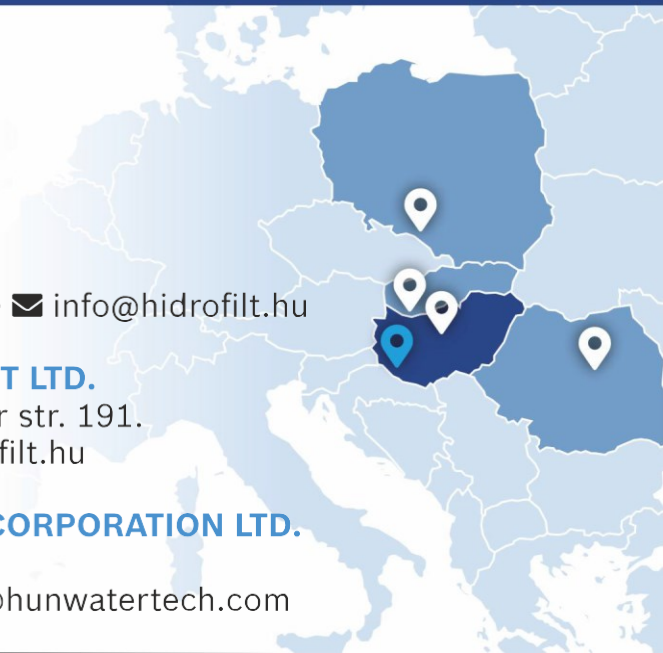 info@hidrofilt.hu
T LTD.
r str. 191.
filt.hu
CORPORATION LTD.
@hunwatertech.com